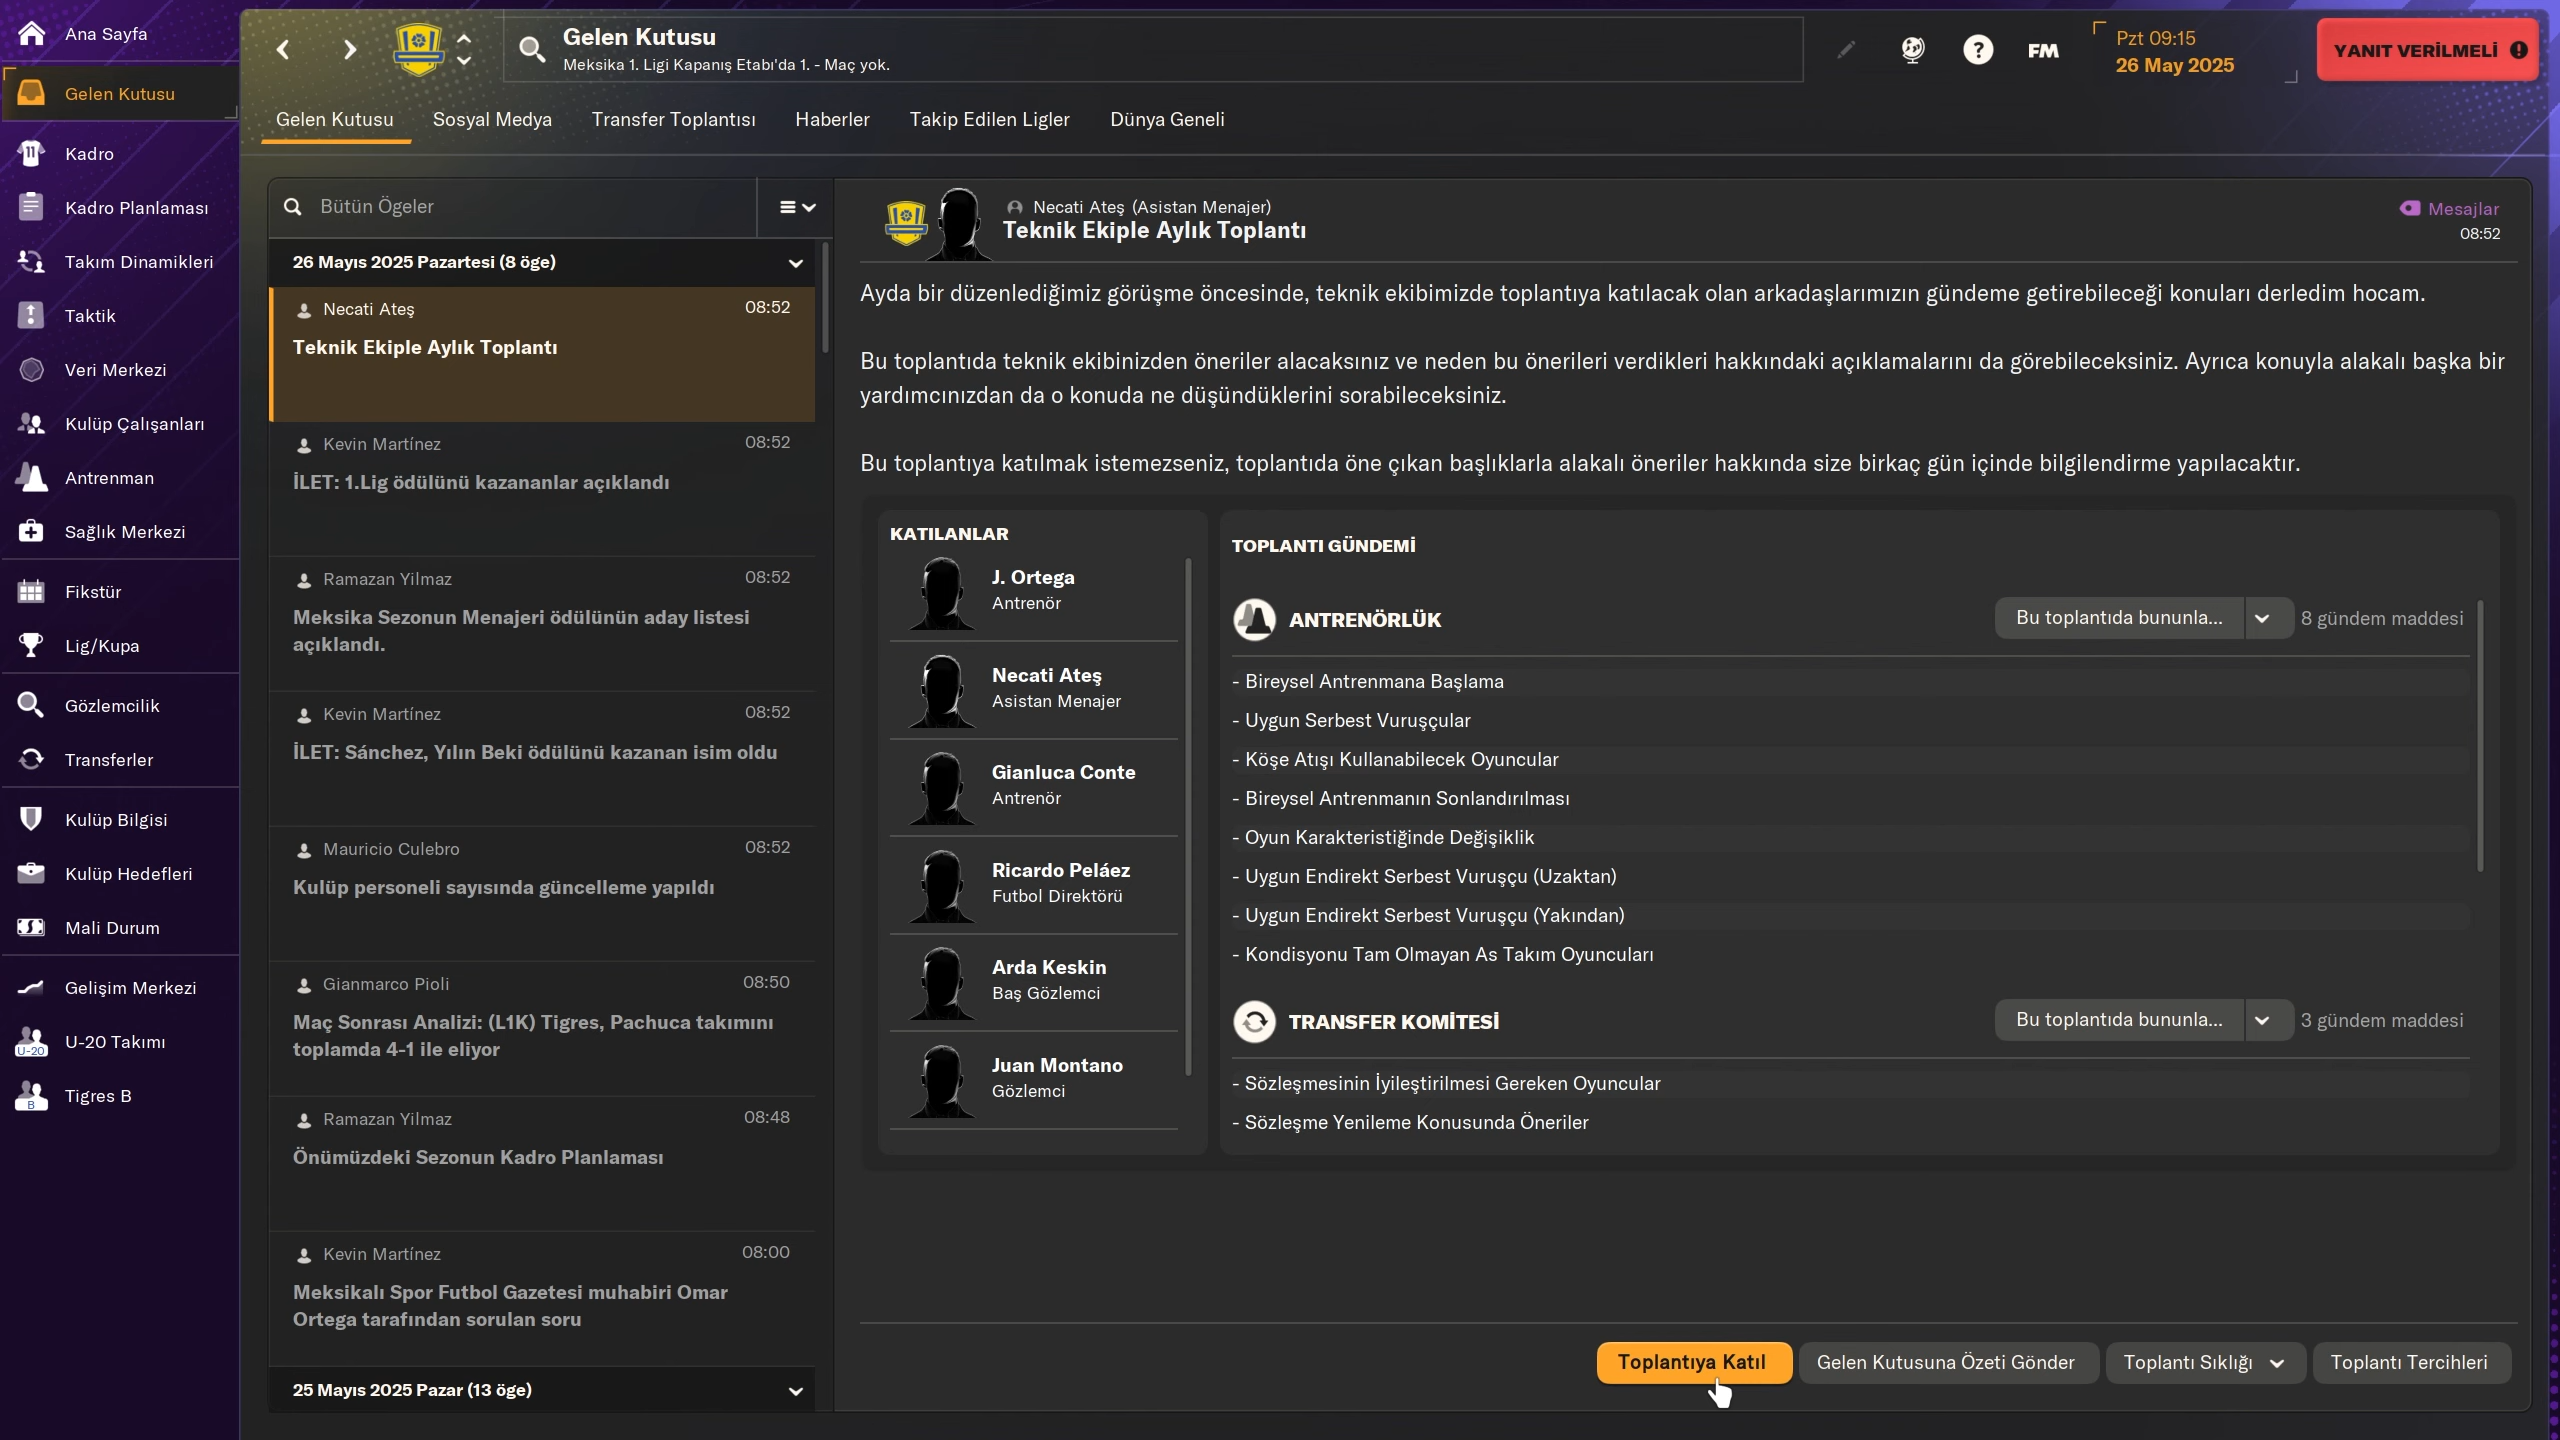 Ana Sayfa
Gelen Kutusu
Kadro
Kadro Planlaması
Takım Dinamikleri
Taktik
Veri Merkezi
Kulüp Çalışanları
Antrenman
Sağlık Merkezi
Fikstür
Lig/Kupa
Gözlemcilik
Transferler
Kulüp Bilgisi
Kulüp Hedefleri
Mali Durum
Gelişim Merkezi
U-20 U-20 Takımı
B Tigres B
Gelen Kutusu
Meksika 1. Ligi Kapanış Etabı'da 1. - Maç yok.
FM
Pzt 09:15
26 May 2025
YANIT VERİLMELİ
Gelen Kutusu Sosyal Medya Transfer Toplantısı Haberler Takip Edilen Ligler Dünya Geneli
Bütün Ögeler
26 Mayıs 2025 Pazartesi (8 öge)
Necati Ateş 08:52
Teknik Ekiple Aylık Toplantı
Kevin Martínez 08:52
İLET: 1.Lig ödülünü kazananlar açıklandı
Ramazan Yilmaz 08:52
Meksika Sezonun Menajeri ödülünün aday listesi
açıklandı.
Kevin Martínez 08:52
İLET: Sánchez, Yılın Beki ödülünü kazanan isim oldu
Mauricio Culebro 08:52
Kulüp personeli sayısında güncelleme yapıldı
Gianmarco Pioli 08:50
Maç Sonrası Analizi: (L1K) Tigres, Pachuca takımını
toplamda 4-1 ile eliyor
Ramazan Yilmaz 08:48
Önümüzdeki Sezonun Kadro Planlaması
Kevin Martínez 08:00
Meksikalı Spor Futbol Gazetesi muhabiri Omar
Ortega tarafından sorulan soru
25 Mayıs 2025 Pazar (13 öge)
Necati Ateş (Asistan Menajer)
Teknik Ekiple Aylık Toplantı
Mesajlar
08:52
Ayda bir düzenlediğimiz görüşme öncesinde, teknik ekibimizde toplantıya katılacak olan arkadaşlarımızın gündeme getirebileceği konuları derledim hocam.
Bu toplantıda teknik ekibinizden öneriler alacaksınız ve neden bu önerileri verdikleri hakkındaki açıklamalarını da görebileceksiniz. Ayrıca konuyla alakalı başka bir
yardımcınızdan da o konuda ne düşündüklerini sorabileceksiniz.
Bu toplantıya katılmak istemezseniz, toplantıda öne çıkan başlıklarla alakalı öneriler hakkında size birkaç gün içinde bilgilendirme yapılacaktır.
KATILANLAR
J. Ortega
Antrenör
Necati Ateş
Asistan Menajer
Gianluca Conte
Antrenör
Ricardo Peláez
Futbol Direktörü
Arda Keskin
Baş Gözlemci
Juan Montano
Gözlemci
TOPLANTI GÜNDEMİ
ANTRENÖRLÜK Bu toplantıda bununla... 8 gündem maddesi
- Bireysel Antrenmana Başlama
- Uygun Serbest Vuruşçular
- Köşe Atışı Kullanabilecek Oyuncular
- Bireysel Antrenmanın Sonlandırılması
- Oyun Karakteristiğinde Değişiklik
- Uygun Endirekt Serbest Vuruşçu (Uzaktan)
- Uygun Endirekt Serbest Vuruşçu (Yakından)
- Kondisyonu Tam Olmayan As Takım Oyuncuları
TRANSFER KOMİTESİ Bu toplantıda bununla... 3 gündem maddesi
- Sözleşmesinin İyileştirilmesi Gereken Oyuncular
- Sözleşme Yenileme Konusunda Öneriler
Toplantıya Katıl Gelen Kutusuna Özeti Gönder Toplantı Sıklığı Toplantı Tercihleri